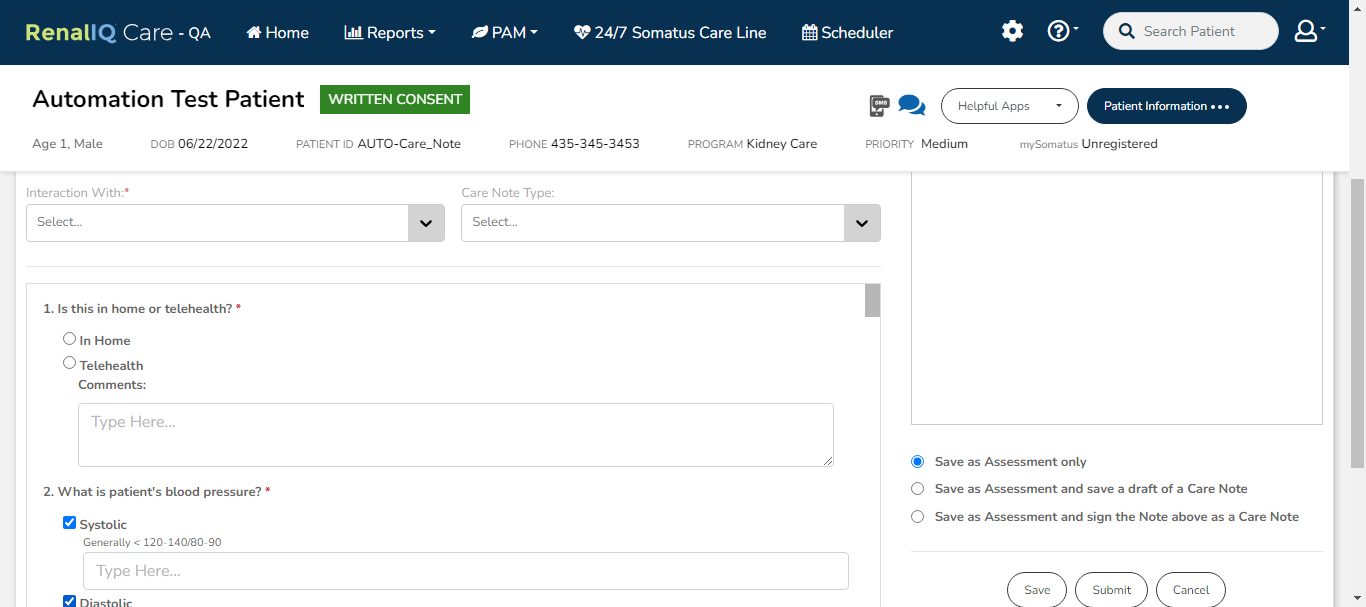 RenalIQ Care - QA Home Reports PAM 24/7 Somatus Care Line Scheduler Search Patient
Automation Test Patient WRITTEN CONSENT SMS Helpful Apps Patient Information
Age 1, Male DOB 06/22/2022 PATIENT ID AUTO-Care_Note PHONE 435-345-3453 PROGRAM Kidney Care PRIORITY Medium mySomatus Unregistered
Interaction With:* Care Note Type:
Select... Select...
1. Is this in home or telehealth? *
In Home
Telehealth
Comments:
Type Here...
2. What is patient's blood pressure? *
Systolic
Generally < 120-140/80-90
Type Here...
Diastolic
Save as Assessment only
Save as Assessment and save a draft of a Care Note
Save as Assessment and sign the Note above as a Care Note
Save Submit Cancel